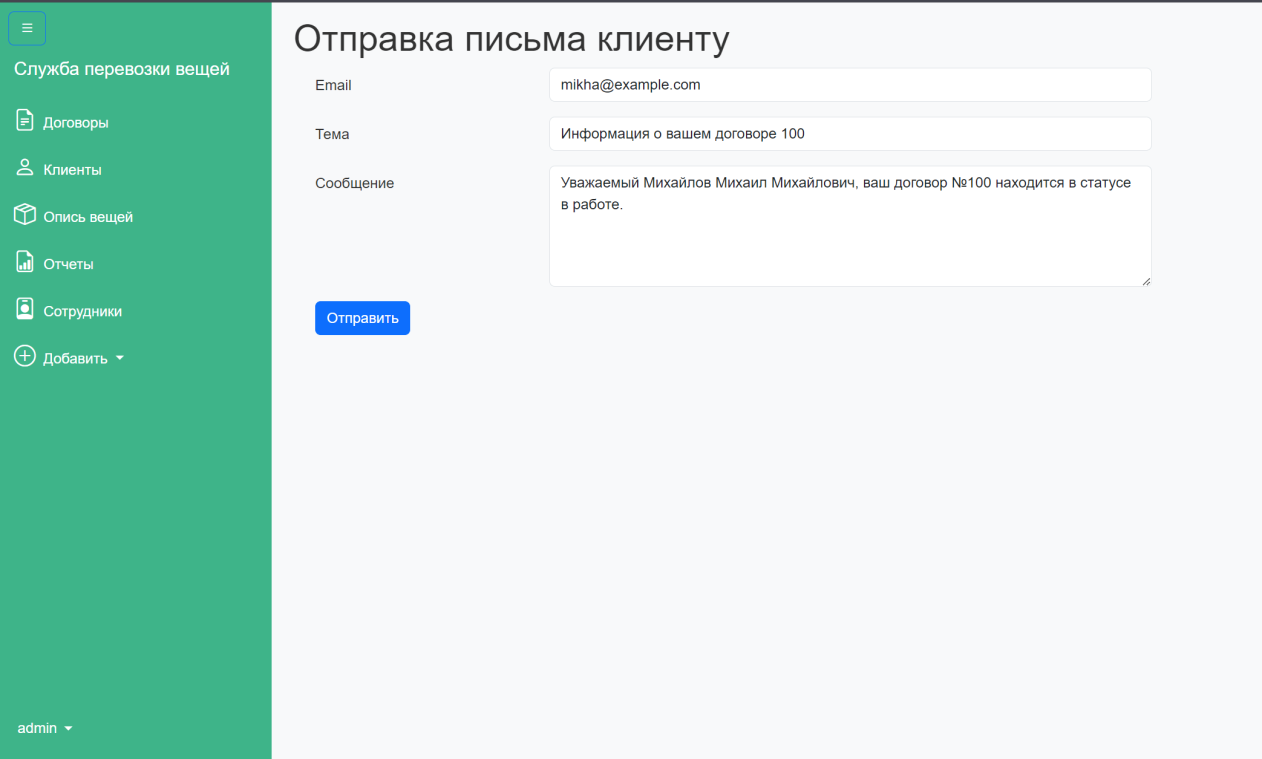 Служба перевозки вещей
Договоры
Клиенты
Опись вещей
Отчеты
Сотрудники
Добавить
admin
Отправка письма клиенту
Email
mikha@example.com
Тема
Информация о вашем договоре 100
Сообщение
Уважаемый Михайлов Михаил Михайлович, ваш договор №100 находится в статусе
в работе.
Отправить